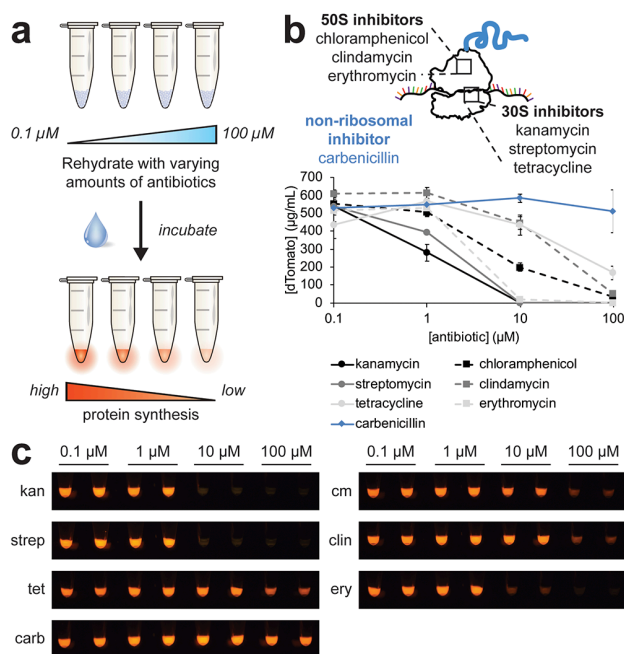 a
0.1 µM
100 µM
Rehydrate with varying
amounts of antibiotics
incubate
high
low
protein synthesis
b
50S inhibitors
chloramphenicol
clindamycin
erythromycin
30S inhibitors
kanamycin
streptomycin
tetracycline
non-ribosomal
inhibitor
carbenicillin
[dTomato] (µg/mL)
700
600
500
400
300
200
100
0
0.1
1
10
100
[antibiotic] (µM)
kanamycin
chloramphenicol
streptomycin
clindamycin
tetracycline
erythromycin
carbenicillin
c
0.1 µM 1 µM 10 µM 100 µM
kan
strep
tet
carb
0.1 µM 1 µM 10 µM 100 µM
cm
clin
ery